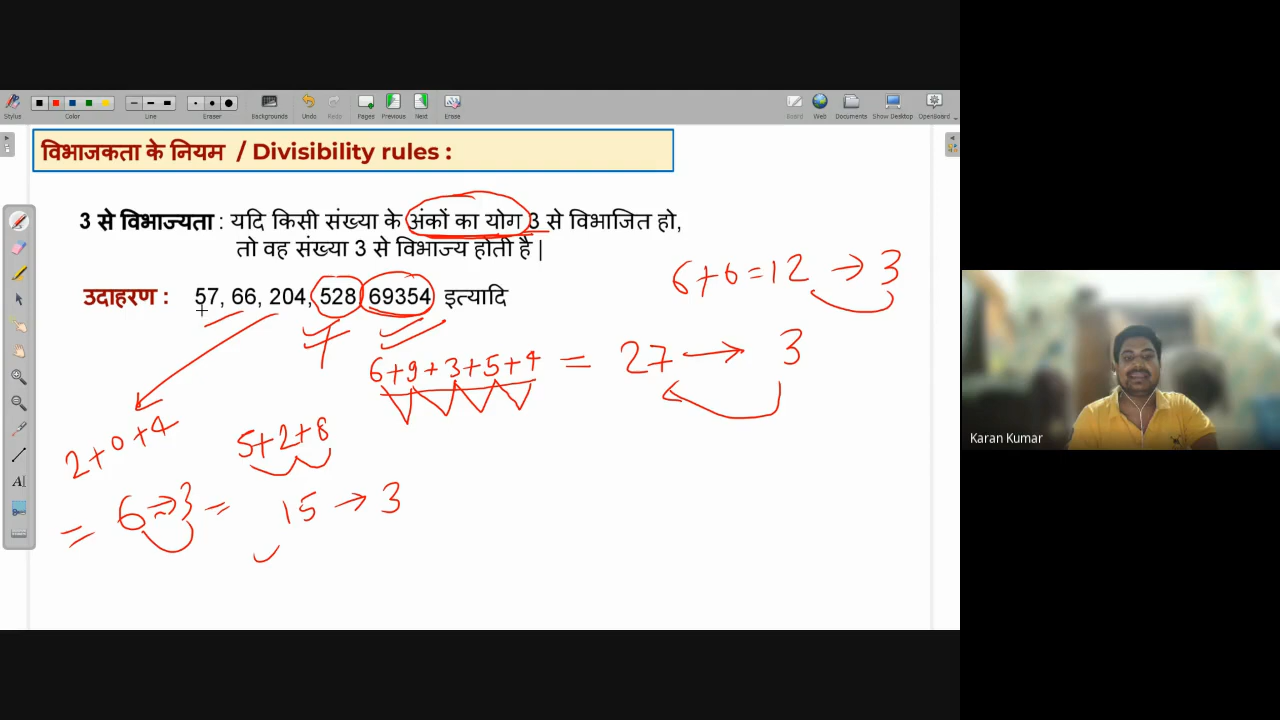 Stylus Color Line Eraser Backgrounds Undo Redo Pages Previous Next Erase Board Web Documents Show Desktop OpenBoard
विभाजकता के नियम / Divisibility rules :
3 से विभाज्यता : यदि किसी संख्या के अंकों का योग 3 से विभाजित हो,
तो वह संख्या 3 से विभाज्य होती है |
6+6=12 → 3
उदाहरण : 57, 66, 204, 528 69354 इत्यादि
6+9+3+5+4 = 27 → 3
2+0+4
5+2+8
= 6 → 3 = 15 → 3
Karan Kumar